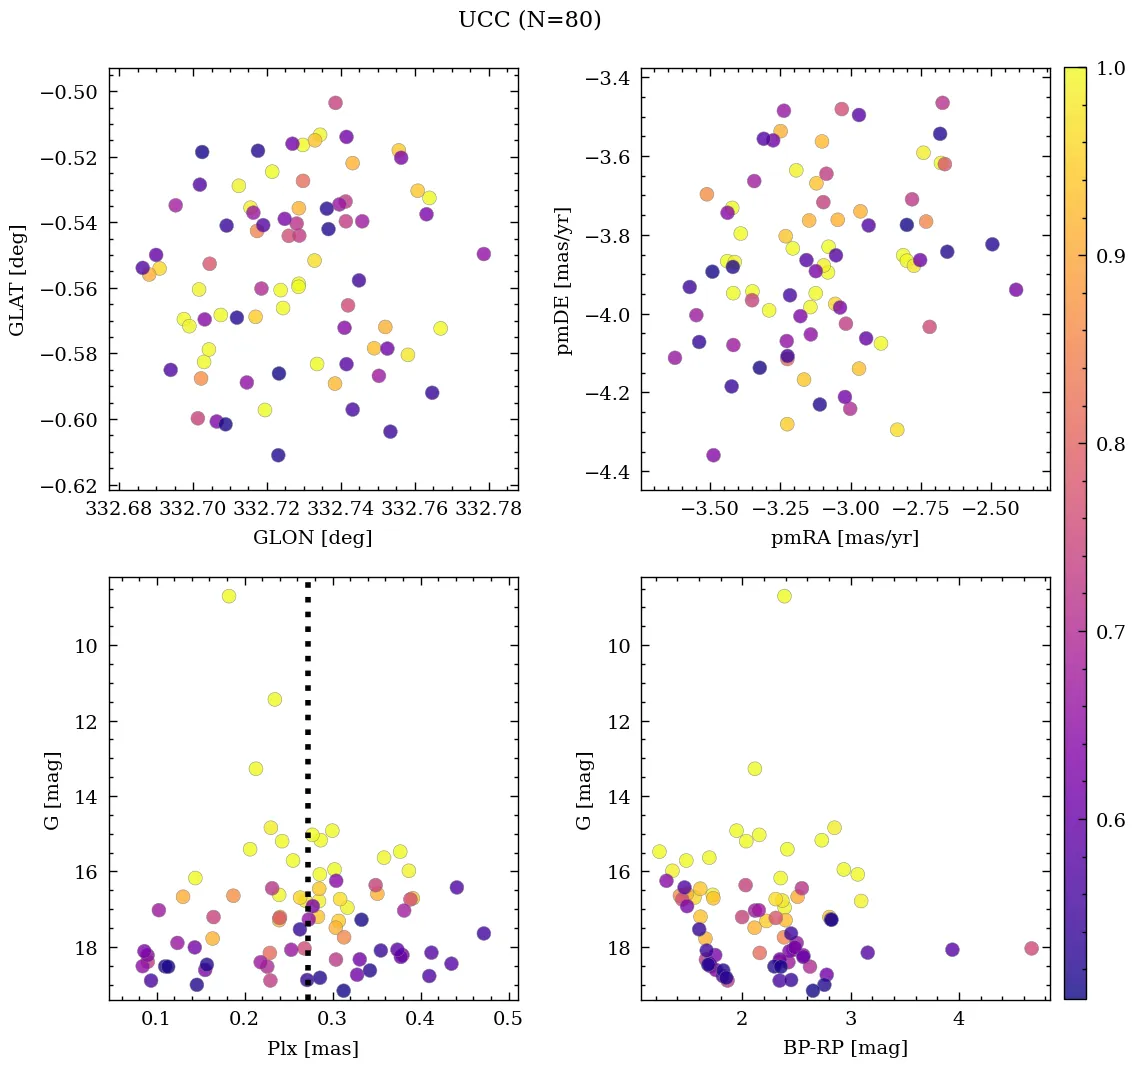 UCC (N=80)
−0.50
−0.52
−0.54
−0.56
−0.58
−0.60
−0.62
GLAT [deg]
332.68 332.70 332.72 332.74 332.76 332.78
GLON [deg]
−3.4
−3.6
−3.8
−4.0
−4.2
−4.4
pmDE [mas/yr]
−3.50 −3.25 −3.00 −2.75 −2.50
pmRA [mas/yr]
1.0
0.9
0.8
0.7
0.6
10
12
14
16
18
G [mag]
0.1 0.2 0.3 0.4 0.5
Plx [mas]
10
12
14
16
18
G [mag]
2 3 4
BP-RP [mag]